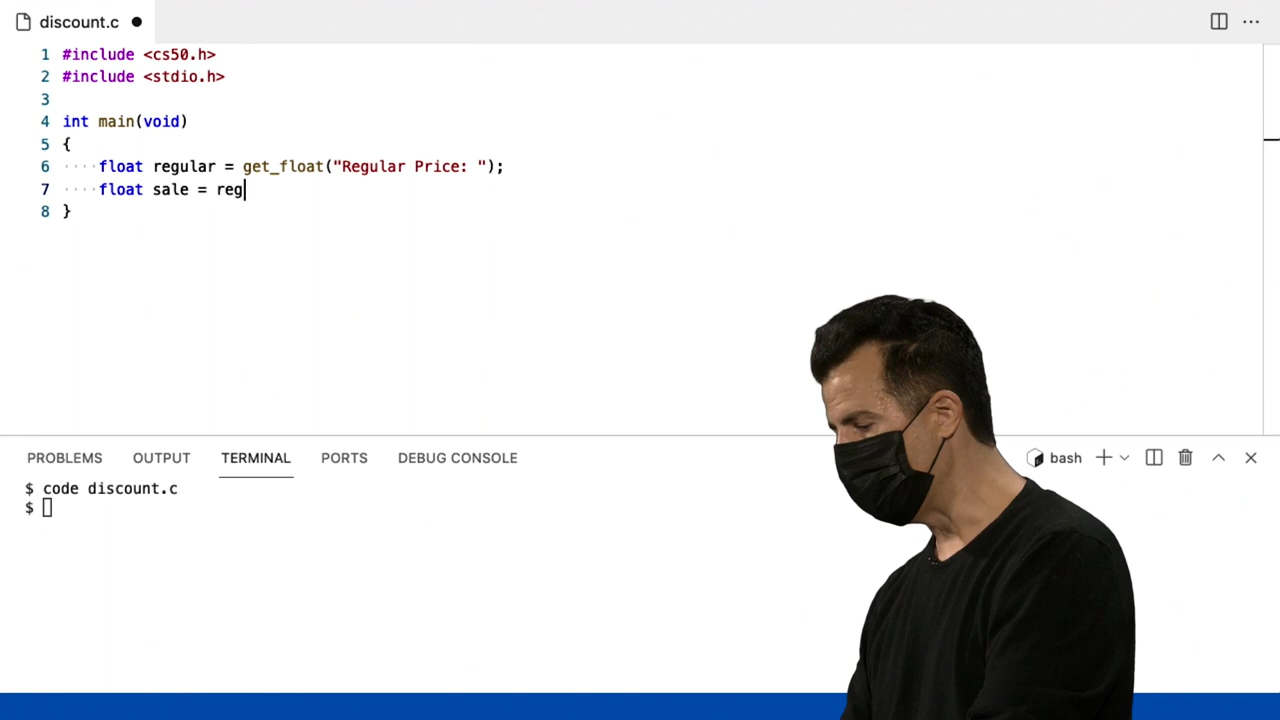 discount.c
1 #include <cs50.h>
2 #include <stdio.h>
3
4 int main(void)
5 {
6 ····float regular = get_float("Regular Price: ");
7 ····float sale = reg
8 }
PROBLEMS OUTPUT TERMINAL PORTS DEBUG CONSOLE bash
$ code discount.c
$